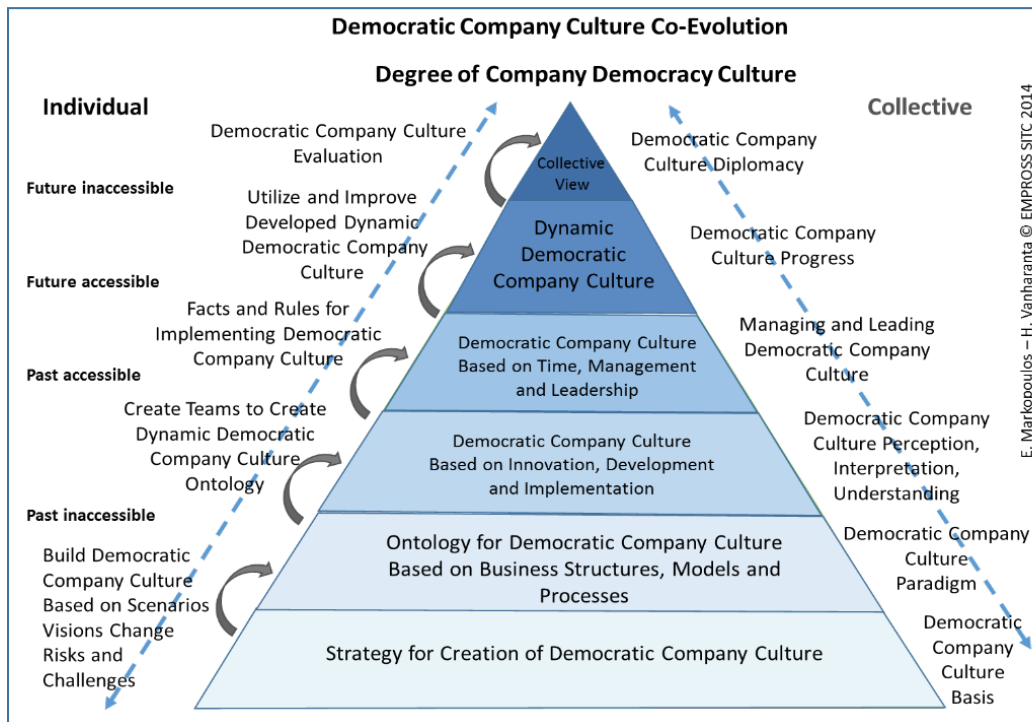 Democratic Company Culture Co-Evolution
Degree of Company Democracy Culture
Individual
Collective
Democratic Company Culture
Evaluation
Future inaccessible
Utilize and Improve
Developed Dynamic
Democratic Company
Culture
Future accessible
Facts and Rules for
Implementing Democratic
Company Culture
Past accessible
Create Teams to Create
Dynamic Democratic
Company Culture
Ontology
Past inaccessible
Build Democratic
Company Culture
Based on Scenarios
Visions Change
Risks and
Challenges
Collective
View
Dynamic
Democratic
Company Culture
Democratic Company Culture
Based on Time, Management
and Leadership
Democratic Company Culture
Based on Innovation, Development
and Implementation
Ontology for Democratic Company Culture
Based on Business Structures, Models and
Processes
Strategy for Creation of Democratic Company Culture
Democratic Company
Culture Diplomacy
Democratic Company
Culture Progress
Managing and Leading
Democratic Company
Culture
Democratic Company
Culture Perception,
Interpretation,
Understanding
Democratic Company
Culture
Paradigm
Democratic
Company
Culture
Basis
E. Markopoulos – H. Vanharanta © EMPROSS SITC 2014